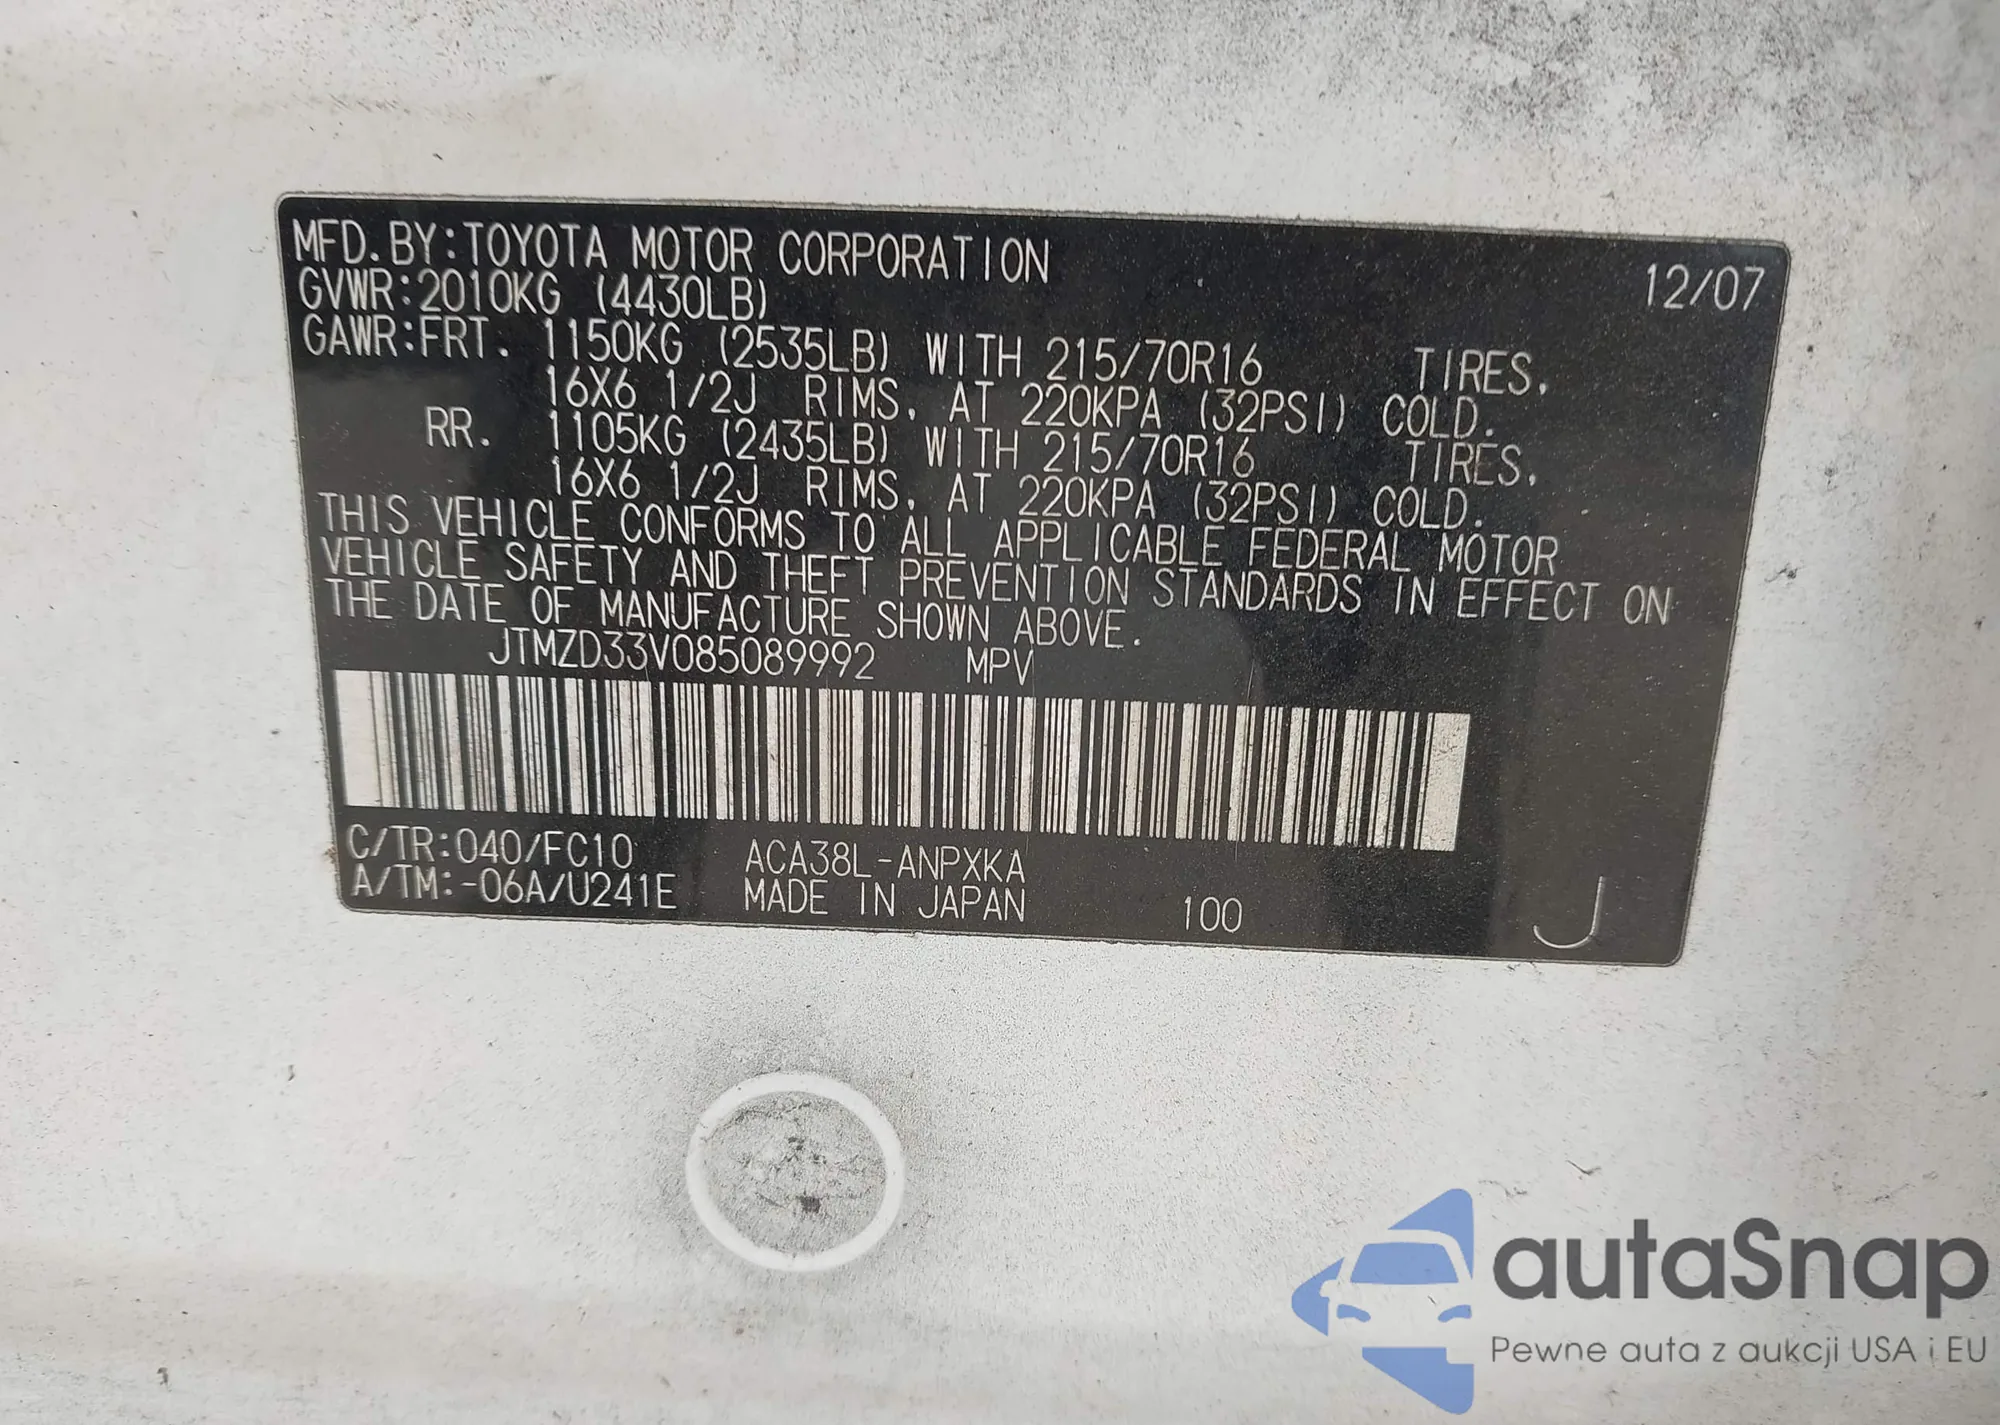 MFD.BY:TOYOTA MOTOR CORPORATION 12/07
GVWR:2010KG (4430LB)
GAWR:FRT. 1150KG (2535LB) WITH 215/70R16 TIRES,
16X6 1/2J RIMS, AT 220KPA (32PSI) COLD.
RR. 1105KG (2435LB) WITH 215/70R16 TIRES,
16X6 1/2J RIMS, AT 220KPA (32PSI) COLD.
THIS VEHICLE CONFORMS TO ALL APPLICABLE FEDERAL MOTOR
VEHICLE SAFETY AND THEFT PREVENTION STANDARDS IN EFFECT ON
THE DATE OF MANUFACTURE SHOWN ABOVE.
JTMZD33V085089992 MPV
C/TR:040/FC10 ACA38L-ANPXKA
A/TM:-06A/U241E MADE IN JAPAN 100 J
autaSnap
Pewne auta z aukcji USA i EU